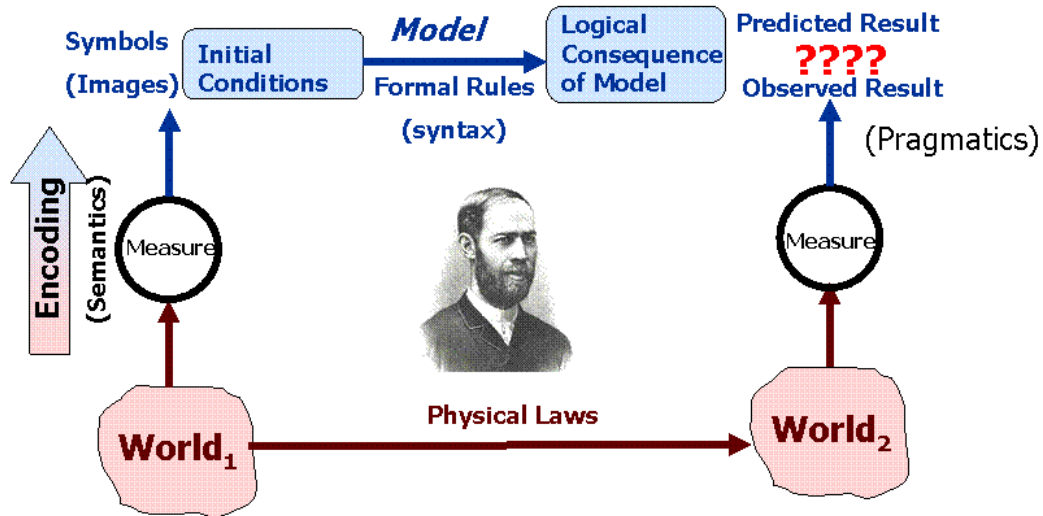 Symbols
(Images)
Initial
Conditions
Model
Formal Rules
(syntax)
Logical
Consequence
of Model
Predicted Result
????
Observed Result
(Pragmatics)
Encoding
(Semantics)
Measure
Measure
World₁
Physical Laws
World₂